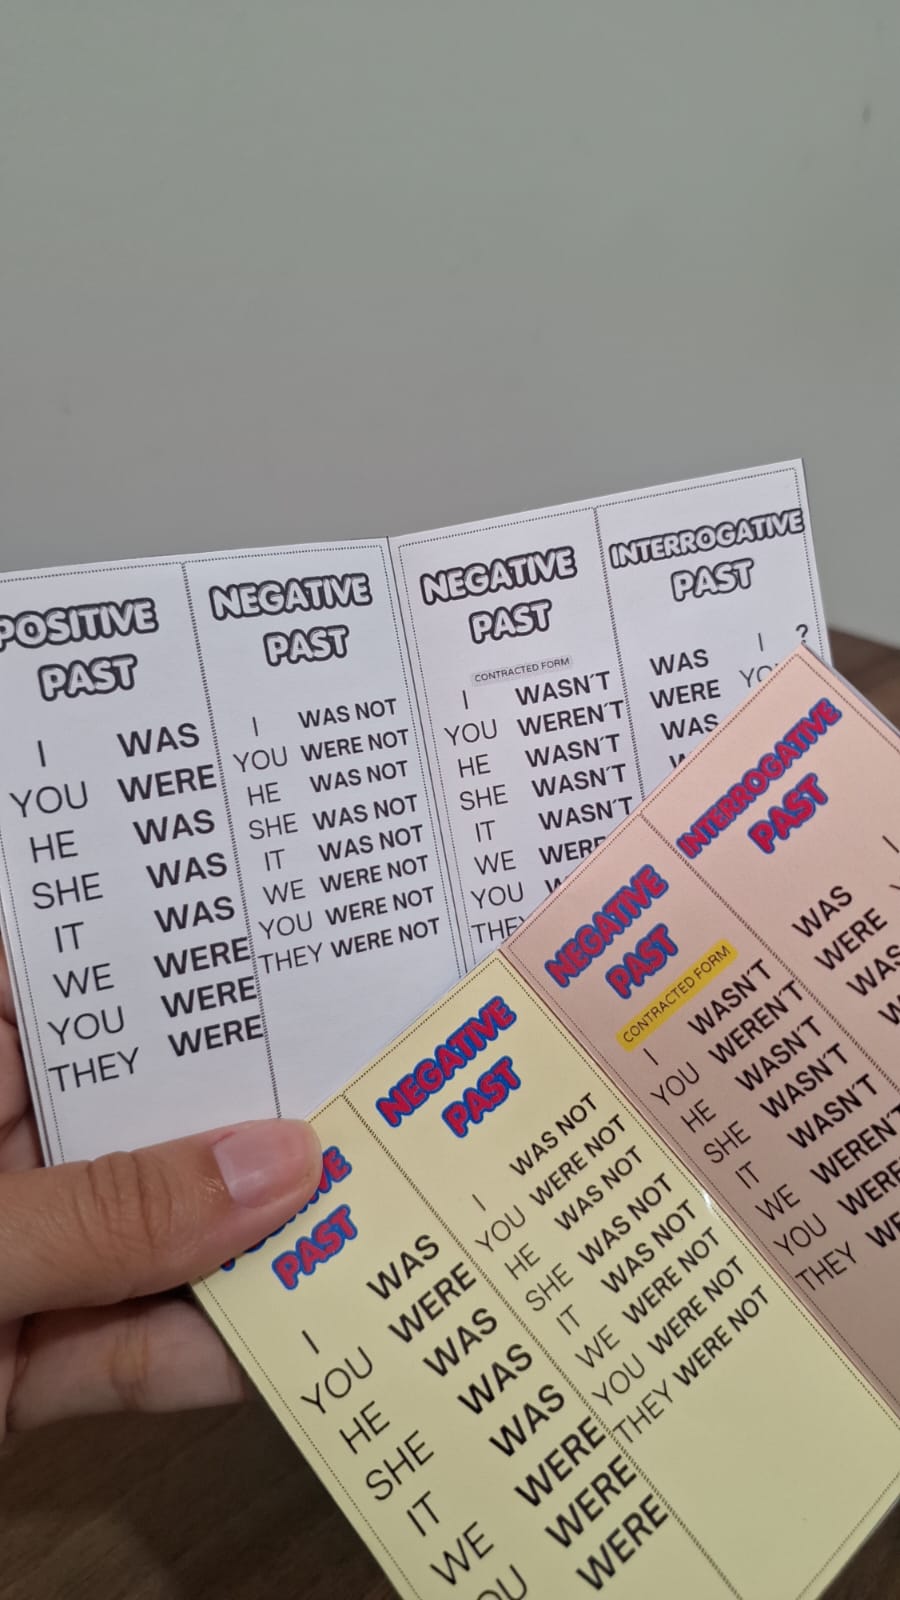 POSITIVE
PAST
I WAS
YOU WERE
HE WAS
SHE WAS
IT WAS
WE WERE
YOU WERE
THEY WERE
NEGATIVE
PAST
I WAS NOT
YOU WERE NOT
HE WAS NOT
SHE WAS NOT
IT WAS NOT
WE WERE NOT
YOU WERE NOT
THEY WERE NOT
NEGATIVE
PAST
CONTRACTED FORM
I WASN´T
YOU WEREN´T
HE WASN´T
SHE WASN´T
IT WASN´T
WE
YOU
INTERROGATIVE
PAST
WAS I ?
WERE
WAS
PAST
I WAS
YOU WERE
HE WAS
SHE WAS
IT WAS
WE WERE
WERE
WERE
NEGATIVE
PAST
I WAS NOT
YOU WERE NOT
HE WAS NOT
SHE WAS NOT
IT WAS NOT
WE WERE NOT
YOU WERE NOT
THEY WERE NOT
NEGATIVE
PAST
CONTRACTED FORM
I WASN´T
YOU WEREN´T
HE WASN´T
SHE WASN´T
IT WASN´T
WE WEREN´T
YOU
THEY
INTERROGATIVE
PAST
WAS I
WERE
WAS